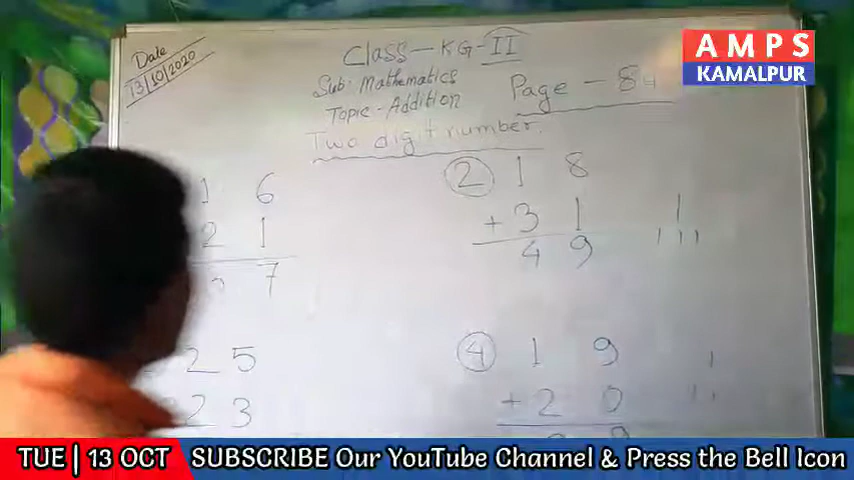 Date
13/10/2020
Class - KG - II
Sub: Mathematics
Topic - Addition
Page - 84
Two digit number.
AMPS
KAMALPUR
1 6
2 1
7
② 1 8
+ 3 1
4 9
2 5
2 3
④ 1 9
+ 2 0
9
TUE | 13 OCT SUBSCRIBE Our YouTube Channel & Press the Bell Icon